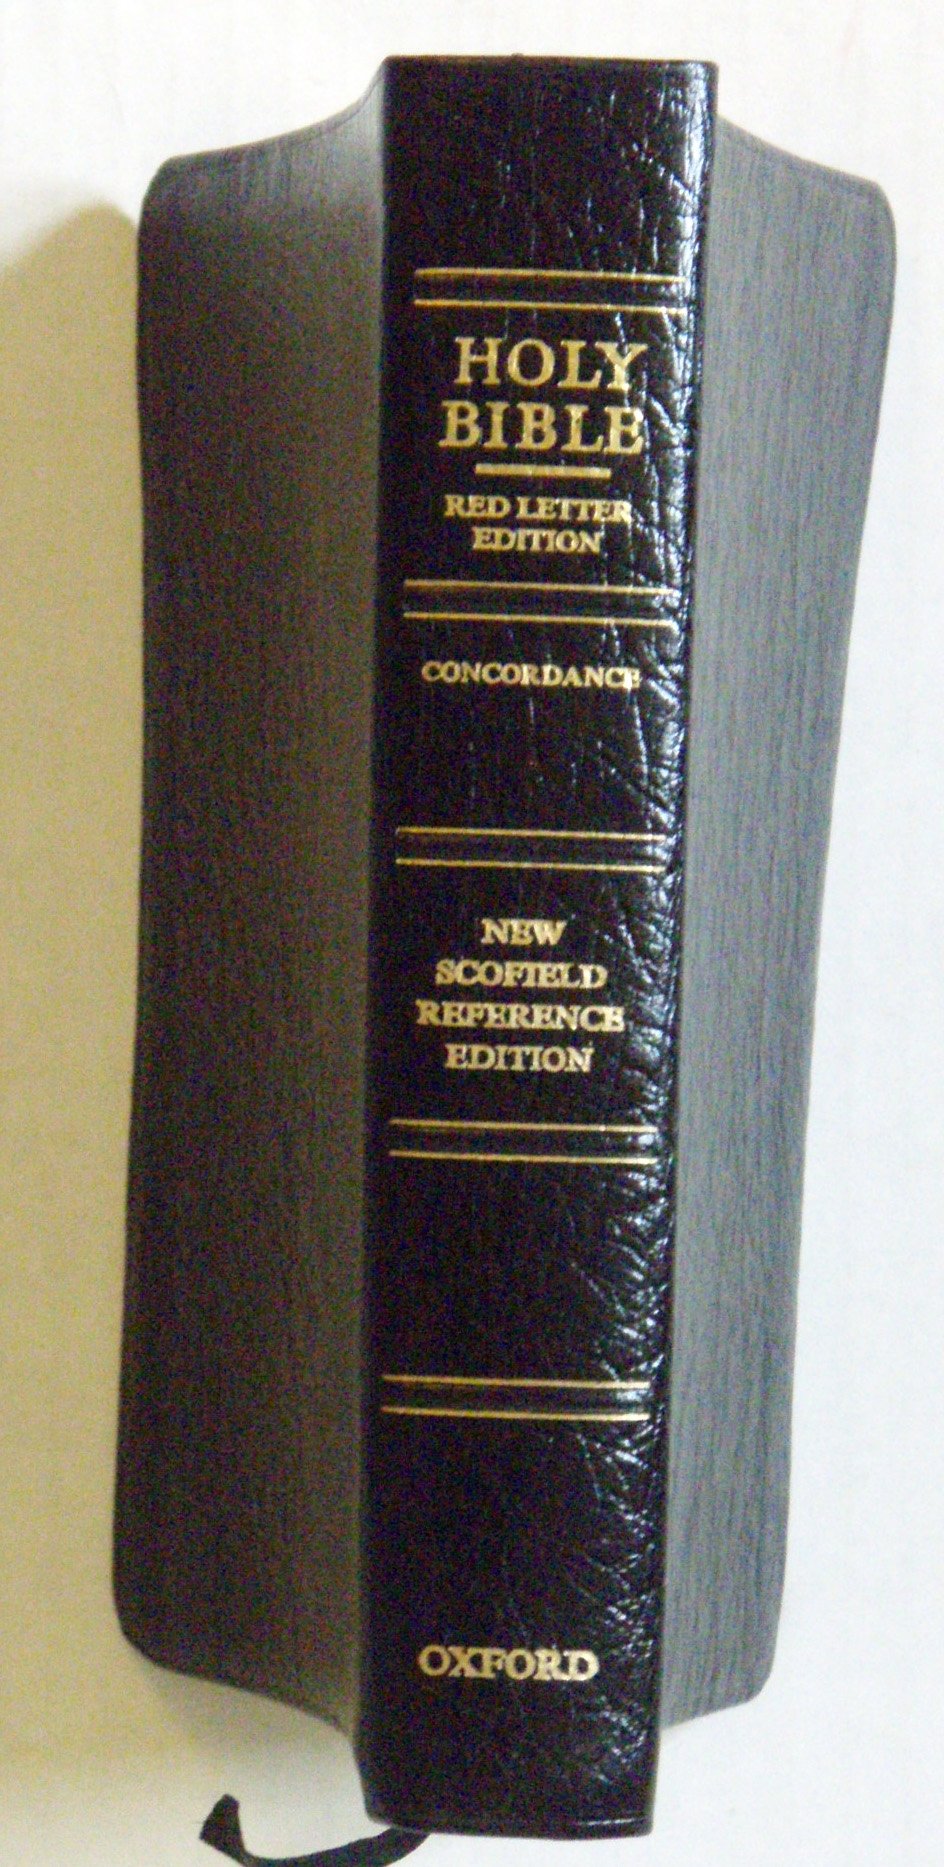 HOLY
BIBLE
RED LETTER
EDITION
CONCORDANCE
NEW
SCOFIELD
REFERENCE
EDITION
OXFORD